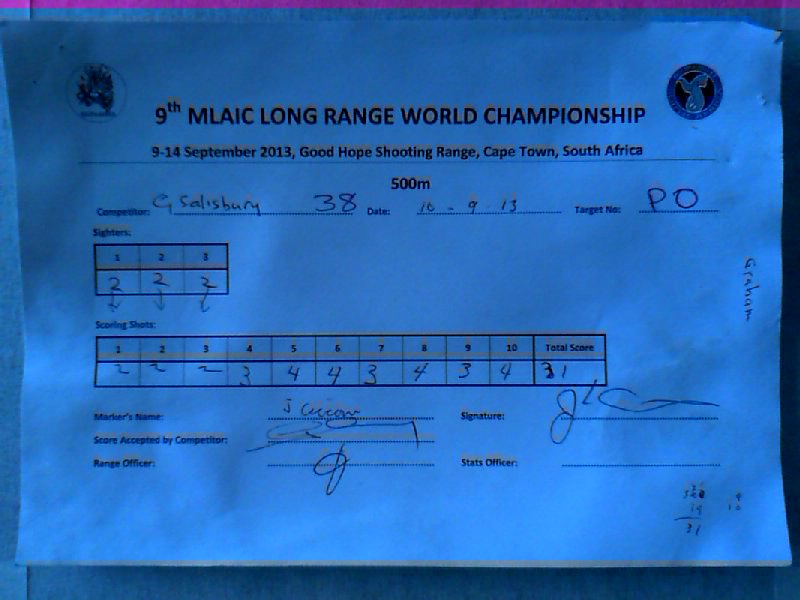 9th MLAIC LONG RANGE WORLD CHAMPIONSHIP
9-14 September 2013, Good Hope Shooting Range, Cape Town, South Africa
500m
Competitor: G Salisbury 38 Date: 10 - 9 - 13 Target No: PO
Sighters:
1 2 3
2 2 2
Graham
Scoring Shots:
1 2 3 4 5 6 7 8 9 10 Total Score
2 2 2 3 4 4 3 4 3 4 31
Marker's Name: J Signature:
Score Accepted by Competitor:
Range Officer: Stats Officer:
31